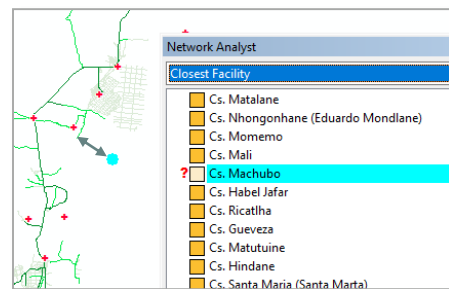 Network Analyst
Closest Facility
Cs. Matalane
Cs. Nhongonhane (Eduardo Mondlane)
Cs. Momemo
Cs. Mali
? Cs. Machubo
Cs. Habel Jafar
Cs. Ricatlha
Cs. Gueveza
Cs. Matutuine
Cs. Hindane
Cs. Santa Maria (Santa Marta)